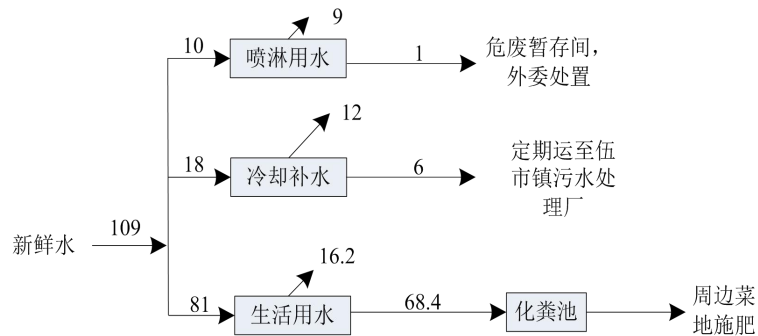 9
10
喷淋用水
1
危废暂存间，
外委处置
12
18
冷却补水
6
定期运至伍
市镇污水处
理厂
新鲜水
109
16.2
81
生活用水
68.4
化粪池
周边菜
地施肥